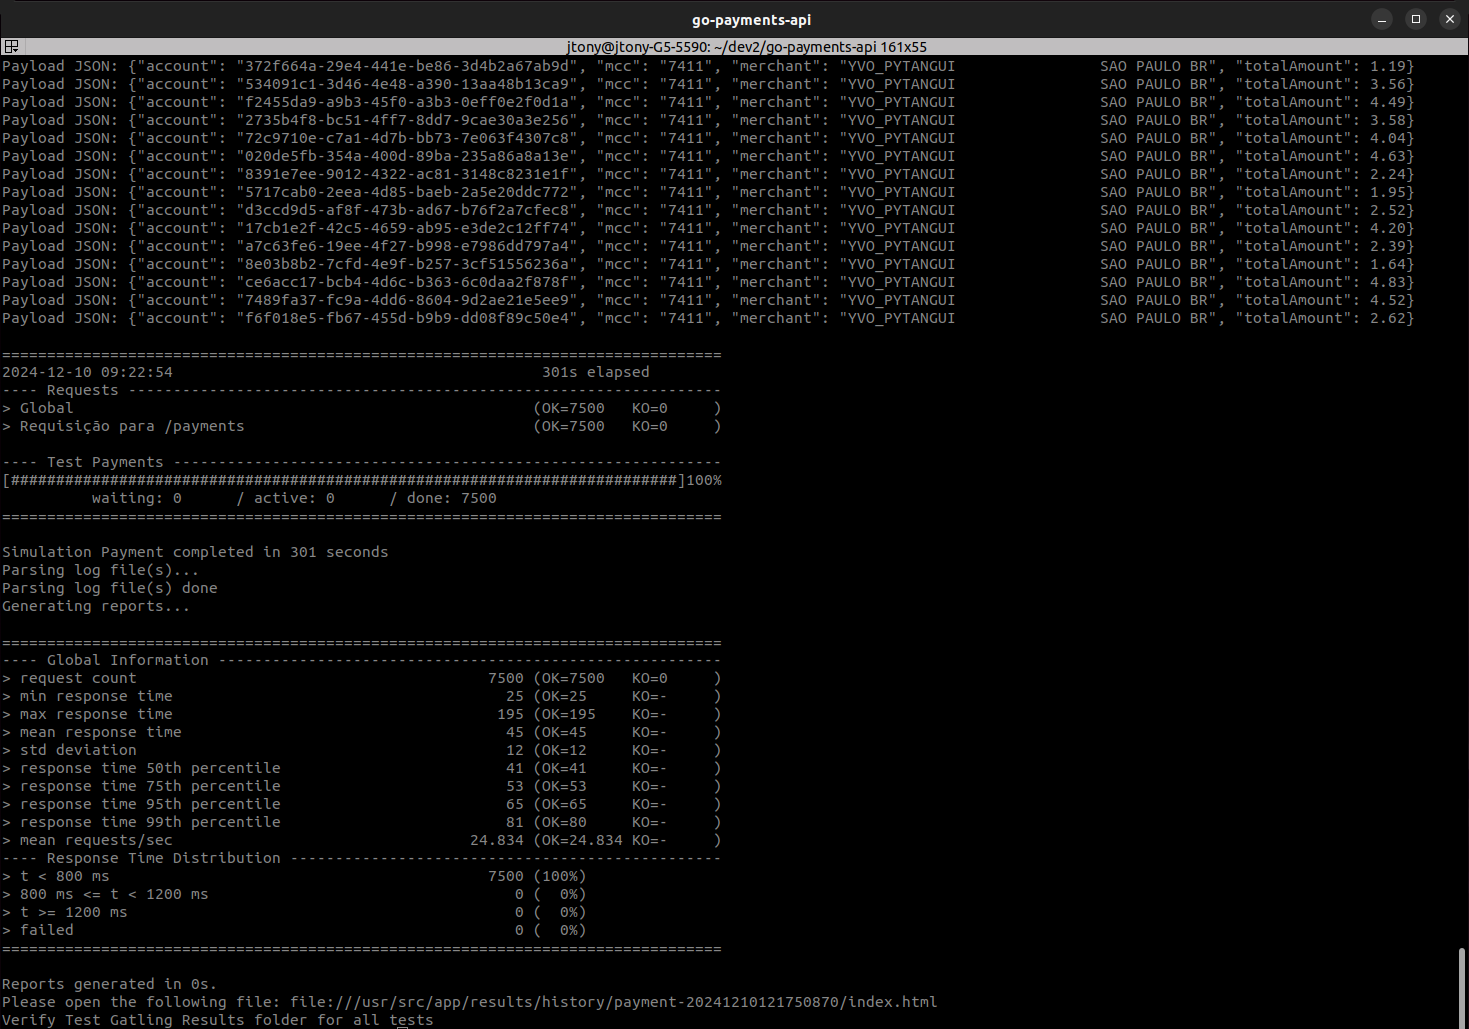 go-payments-api
jtony@jtony-G5-5590: ~/dev2/go-payments-api 161x55
Payload JSON: {"account": "372f664a-29e4-441e-be86-3d4b2a67ab9d", "mcc": "7411", "merchant": "YVO_PYTANGUI                SAO PAULO BR", "totalAmount": 1.19}
Payload JSON: {"account": "534091c1-3d46-4e48-a390-13aa48b13ca9", "mcc": "7411", "merchant": "YVO_PYTANGUI                SAO PAULO BR", "totalAmount": 3.56}
Payload JSON: {"account": "f2455da9-a9b3-45f0-a3b3-0eff0e2f0d1a", "mcc": "7411", "merchant": "YVO_PYTANGUI                SAO PAULO BR", "totalAmount": 4.49}
Payload JSON: {"account": "2735b4f8-bc51-4ff7-8dd7-9cae30a3e256", "mcc": "7411", "merchant": "YVO_PYTANGUI                SAO PAULO BR", "totalAmount": 3.58}
Payload JSON: {"account": "72c9710e-c7a1-4d7b-bb73-7e063f4307c8", "mcc": "7411", "merchant": "YVO_PYTANGUI                SAO PAULO BR", "totalAmount": 4.04}
Payload JSON: {"account": "020de5fb-354a-400d-89ba-235a86a8a13e", "mcc": "7411", "merchant": "YVO_PYTANGUI                SAO PAULO BR", "totalAmount": 4.63}
Payload JSON: {"account": "8391e7ee-9012-4322-ac81-3148c8231e1f", "mcc": "7411", "merchant": "YVO_PYTANGUI                SAO PAULO BR", "totalAmount": 2.24}
Payload JSON: {"account": "5717cab0-2eea-4d85-baeb-2a5e20ddc772", "mcc": "7411", "merchant": "YVO_PYTANGUI                SAO PAULO BR", "totalAmount": 1.95}
Payload JSON: {"account": "d3ccd9d5-af8f-473b-ad67-b76f2a7cfec8", "mcc": "7411", "merchant": "YVO_PYTANGUI                SAO PAULO BR", "totalAmount": 2.52}
Payload JSON: {"account": "17cb1e2f-42c5-4659-ab95-e3de2c12ff74", "mcc": "7411", "merchant": "YVO_PYTANGUI                SAO PAULO BR", "totalAmount": 4.20}
Payload JSON: {"account": "a7c63fe6-19ee-4f27-b998-e7986dd797a4", "mcc": "7411", "merchant": "YVO_PYTANGUI                SAO PAULO BR", "totalAmount": 2.39}
Payload JSON: {"account": "8e03b8b2-7cfd-4e9f-b257-3cf51556236a", "mcc": "7411", "merchant": "YVO_PYTANGUI                SAO PAULO BR", "totalAmount": 1.64}
Payload JSON: {"account": "ce6acc17-bcb4-4d6c-b363-6c0daa2f878f", "mcc": "7411", "merchant": "YVO_PYTANGUI                SAO PAULO BR", "totalAmount": 4.83}
Payload JSON: {"account": "7489fa37-fc9a-4dd6-8604-9d2ae21e5ee9", "mcc": "7411", "merchant": "YVO_PYTANGUI                SAO PAULO BR", "totalAmount": 4.52}
Payload JSON: {"account": "f6f018e5-fb67-455d-b9b9-dd08f89c50e4", "mcc": "7411", "merchant": "YVO_PYTANGUI                SAO PAULO BR", "totalAmount": 2.62}
================================================================================
2024-12-10 09:22:54                                         301s elapsed
---- Requests ------------------------------------------------------------------
> Global                                                   (OK=7500   KO=0     )
> Requisição para /payments                                (OK=7500   KO=0     )
---- Test Payments -------------------------------------------------------------
[##########################################################################]100%
          waiting: 0      / active: 0      / done: 7500
================================================================================
Simulation Payment completed in 301 seconds
Parsing log file(s)...
Parsing log file(s) done
Generating reports...
================================================================================
---- Global Information --------------------------------------------------------
> request count                                       7500 (OK=7500   KO=0     )
> min response time                                     25 (OK=25     KO=-     )
> max response time                                    195 (OK=195    KO=-     )
> mean response time                                    45 (OK=45     KO=-     )
> std deviation                                         12 (OK=12     KO=-     )
> response time 50th percentile                         41 (OK=41     KO=-     )
> response time 75th percentile                         53 (OK=53     KO=-     )
> response time 95th percentile                         65 (OK=65     KO=-     )
> response time 99th percentile                         81 (OK=80     KO=-     )
> mean requests/sec                                 24.834 (OK=24.834 KO=-     )
---- Response Time Distribution ------------------------------------------------
> t < 800 ms                                          7500 (100%)
> 800 ms <= t < 1200 ms                                  0 (  0%)
> t >= 1200 ms                                           0 (  0%)
> failed                                                 0 (  0%)
================================================================================
Reports generated in 0s.
Please open the following file: file:///usr/src/app/results/history/payment-20241210121750870/index.html
Verify Test Gatling Results folder for all tests